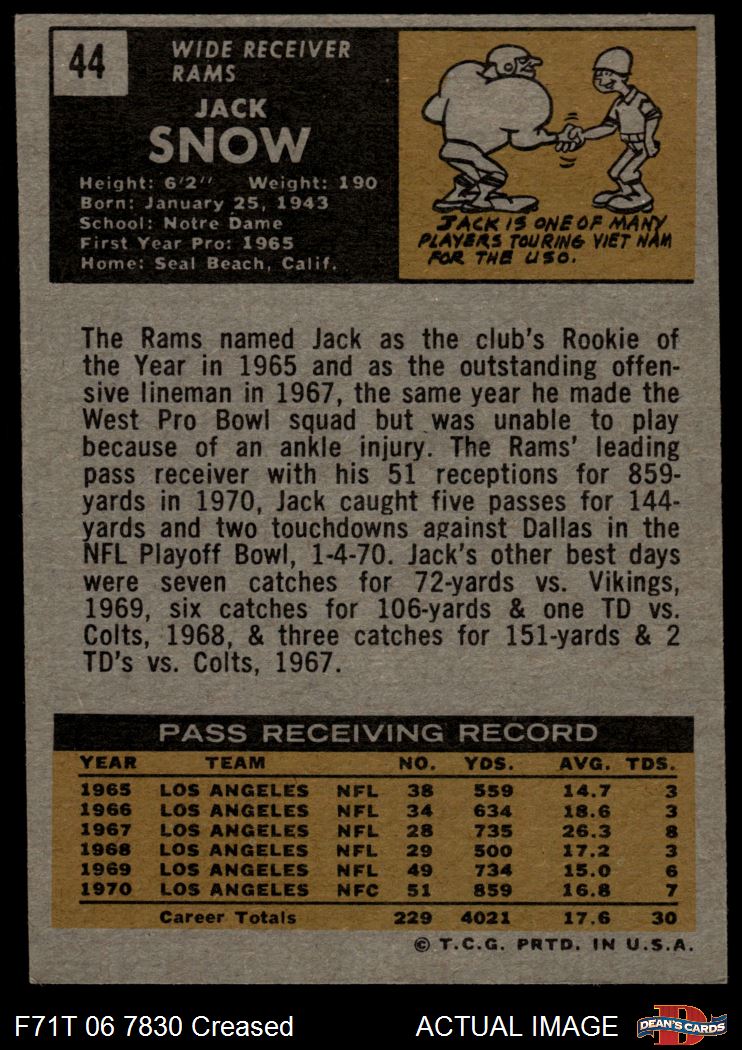 44
WIDE RECEIVER
RAMS
JACK
SNOW
Height: 6'2" Weight: 190
Born: January 25, 1943
School: Notre Dame
First Year Pro: 1965
Home: Seal Beach, Calif.
JACK IS ONE OF MANY
PLAYERS TOURING VIET NAM
FOR THE USO.
The Rams named Jack as the club's Rookie of
the Year in 1965 and as the outstanding offen-
sive lineman in 1967, the same year he made the
West Pro Bowl squad but was unable to play
because of an ankle injury. The Rams' leading
pass receiver with his 51 receptions for 859-
yards in 1970, Jack caught five passes for 144-
yards and two touchdowns against Dallas in the
NFL Playoff Bowl, 1-4-70. Jack's other best days
were seven catches for 72-yards vs. Vikings,
1969, six catches for 106-yards & one TD vs.
Colts, 1968, & three catches for 151-yards & 2
TD's vs. Colts, 1967.
PASS RECEIVING RECORD
YEAR TEAM NO. YDS. AVG. TDS.
1965 LOS ANGELES NFL 38 559 14.7 3
1966 LOS ANGELES NFL 34 634 18.6 3
1967 LOS ANGELES NFL 28 735 26.3 8
1968 LOS ANGELES NFL 29 500 17.2 3
1969 LOS ANGELES NFL 49 734 15.0 6
1970 LOS ANGELES NFC 51 859 16.8 7
Career Totals 229 4021 17.6 30
© T.C.G. PRTD. IN U.S.A.
F71T 06 7830 Creased ACTUAL IMAGE D DEAN'S CARDS